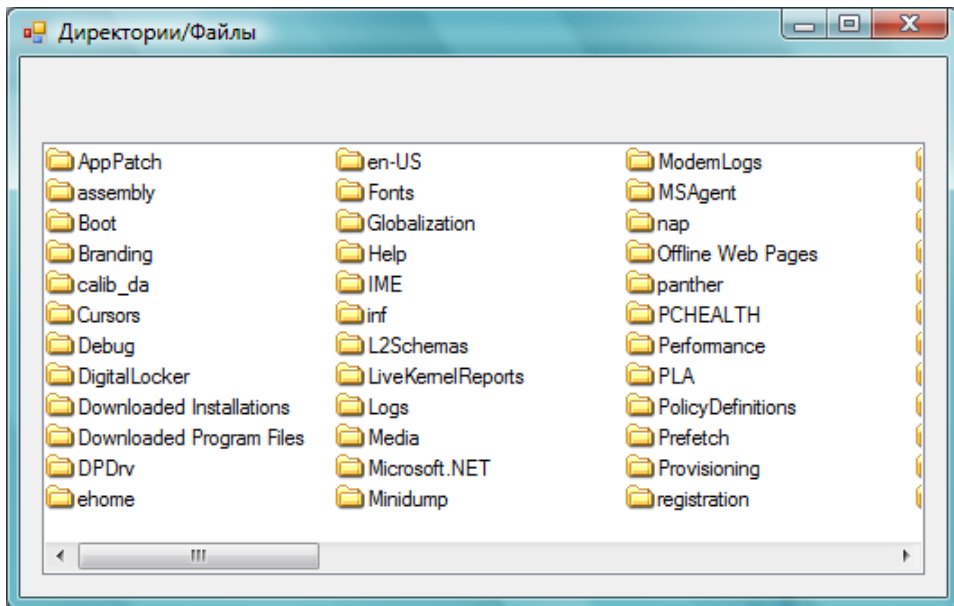 Директории/Файлы
AppPatch
assembly
Boot
Branding
calib_da
Cursors
Debug
DigitalLocker
Downloaded Installations
Downloaded Program Files
DPDrv
ehome
en-US
Fonts
Globalization
Help
IME
inf
L2Schemas
LiveKernelReports
Logs
Media
Microsoft.NET
Minidump
ModemLogs
MSAgent
nap
Offline Web Pages
panther
PCHEALTH
Performance
PLA
PolicyDefinitions
Prefetch
Provisioning
registration